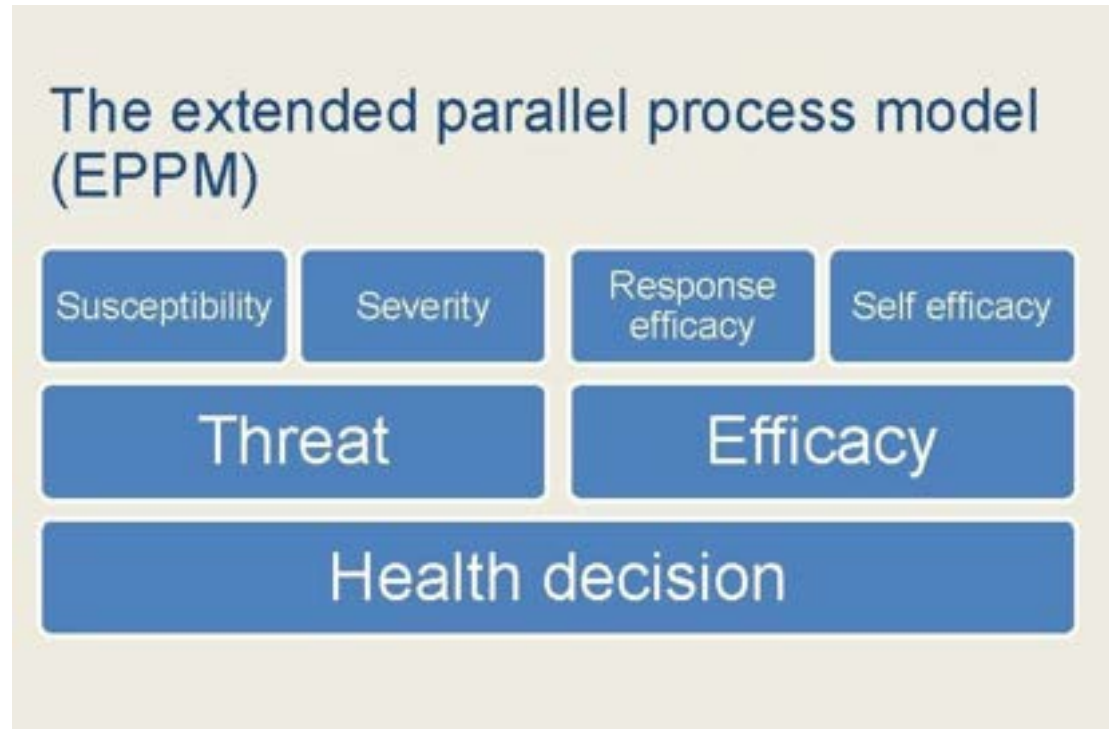 The extended parallel process model
(EPPM)
Susceptibility
Severity
Response
efficacy
Self efficacy
Threat
Efficacy
Health decision